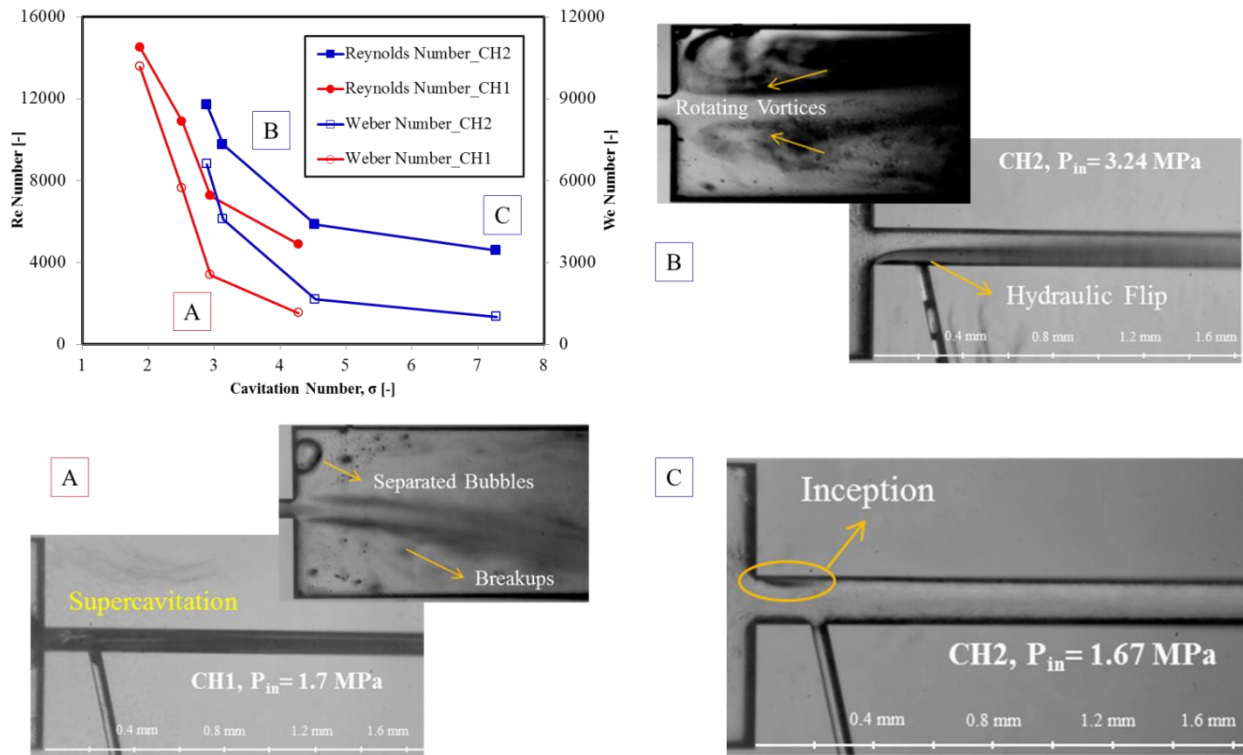 16000
12000
8000
4000
0
Re Number [-]
12000
9000
6000
3000
0
We Number [-]
1
2
3
4
5
6
7
8
Cavitation Number, σ [-]
Reynolds Number_CH2
Reynolds Number_CH1
Weber Number_CH2
Weber Number_CH1
A
B
C
Rotating Vortices
B
CH2, Pin= 3.24 MPa
Hydraulic Flip
0.4 mm
0.8 mm
1.2 mm
1.6 mm
A
Separated Bubbles
Breakups
Supercavitation
CH1, Pin= 1.7 MPa
0.4 mm
0.8 mm
1.2 mm
1.6 mm
C
Inception
CH2, Pin= 1.67 MPa
0.4 mm
0.8 mm
1.2 mm
1.6 mm